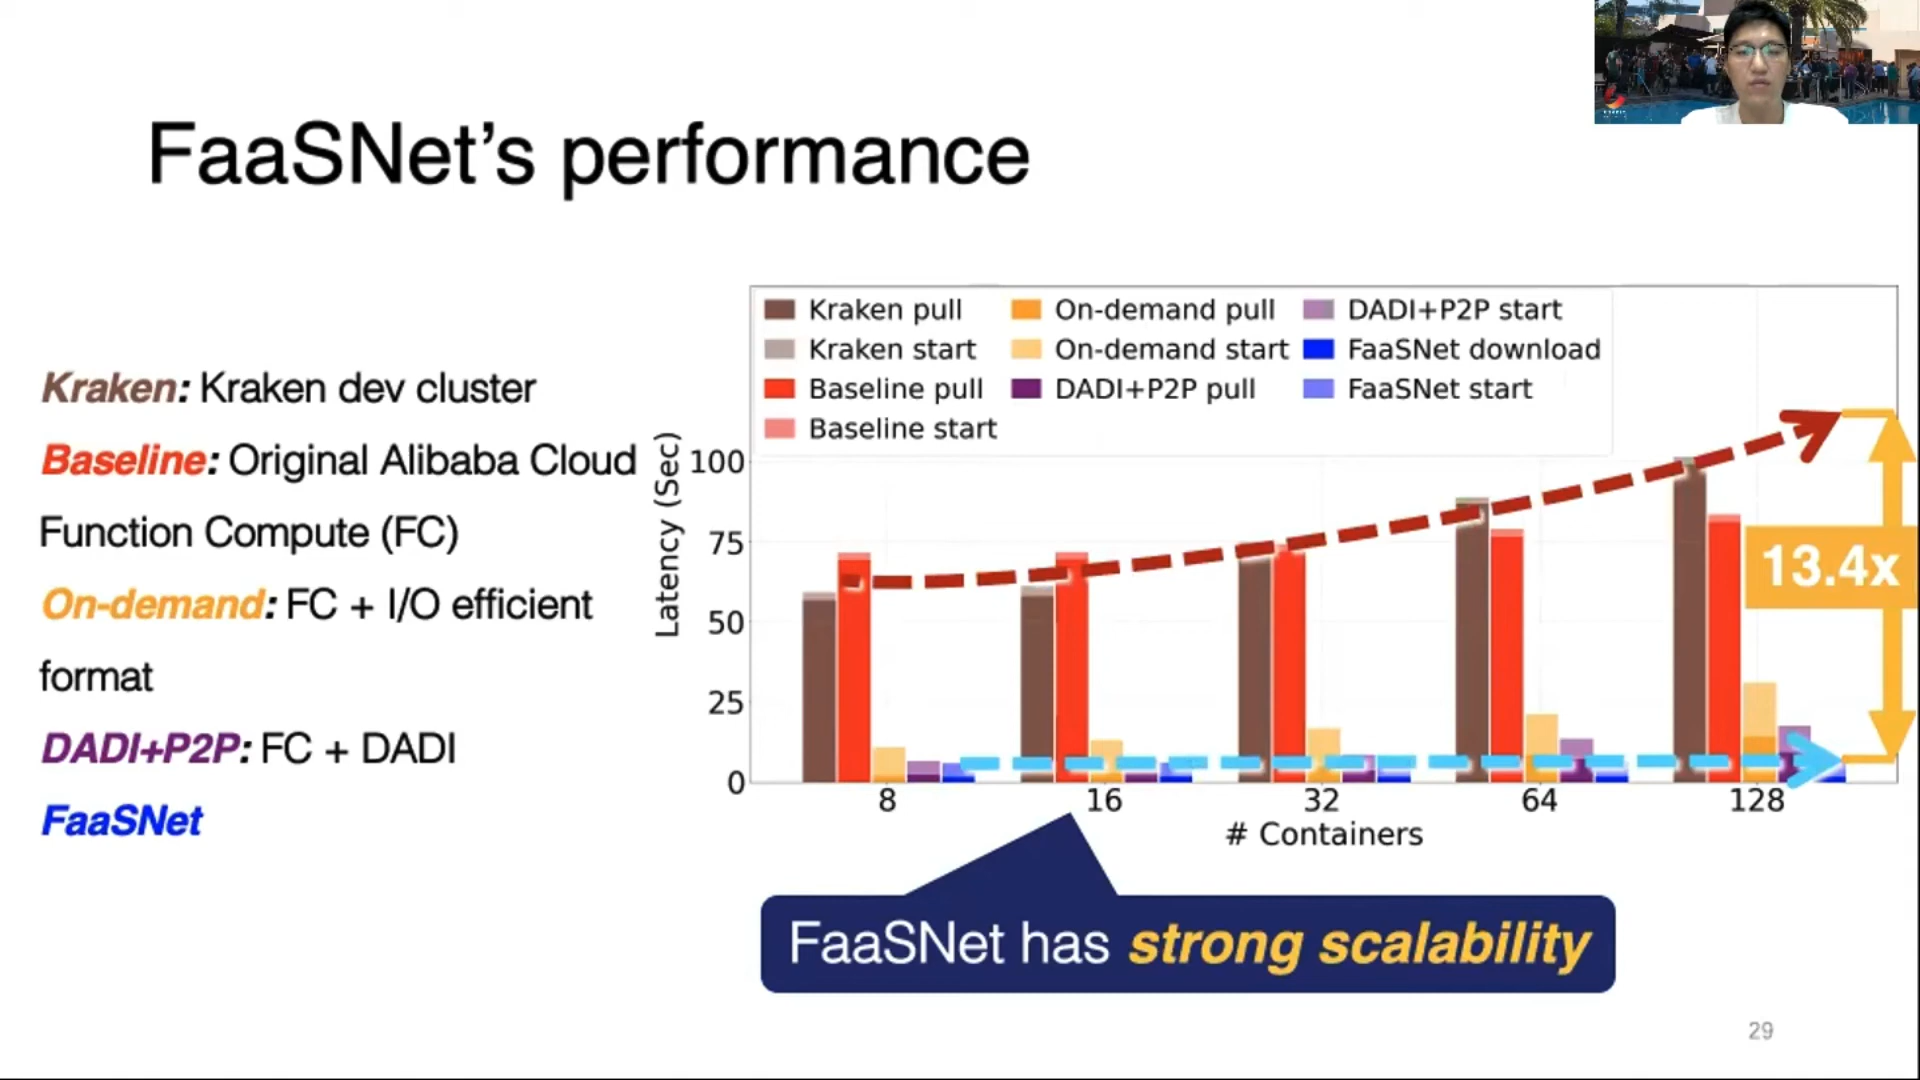 FaaSNet’s performance
Kraken: Kraken dev cluster
Baseline: Original Alibaba Cloud
Function Compute (FC)
On-demand: FC + I/O efficient
format
DADI+P2P: FC + DADI
FaaSNet
Kraken pull
Kraken start
Baseline pull
Baseline start
On-demand pull
On-demand start
DADI+P2P pull
DADI+P2P start
FaaSNet download
FaaSNet start
Latency (Sec)
100
75
50
25
0
13.4x
8 16 32 64 128
# Containers
FaaSNet has strong scalability
29